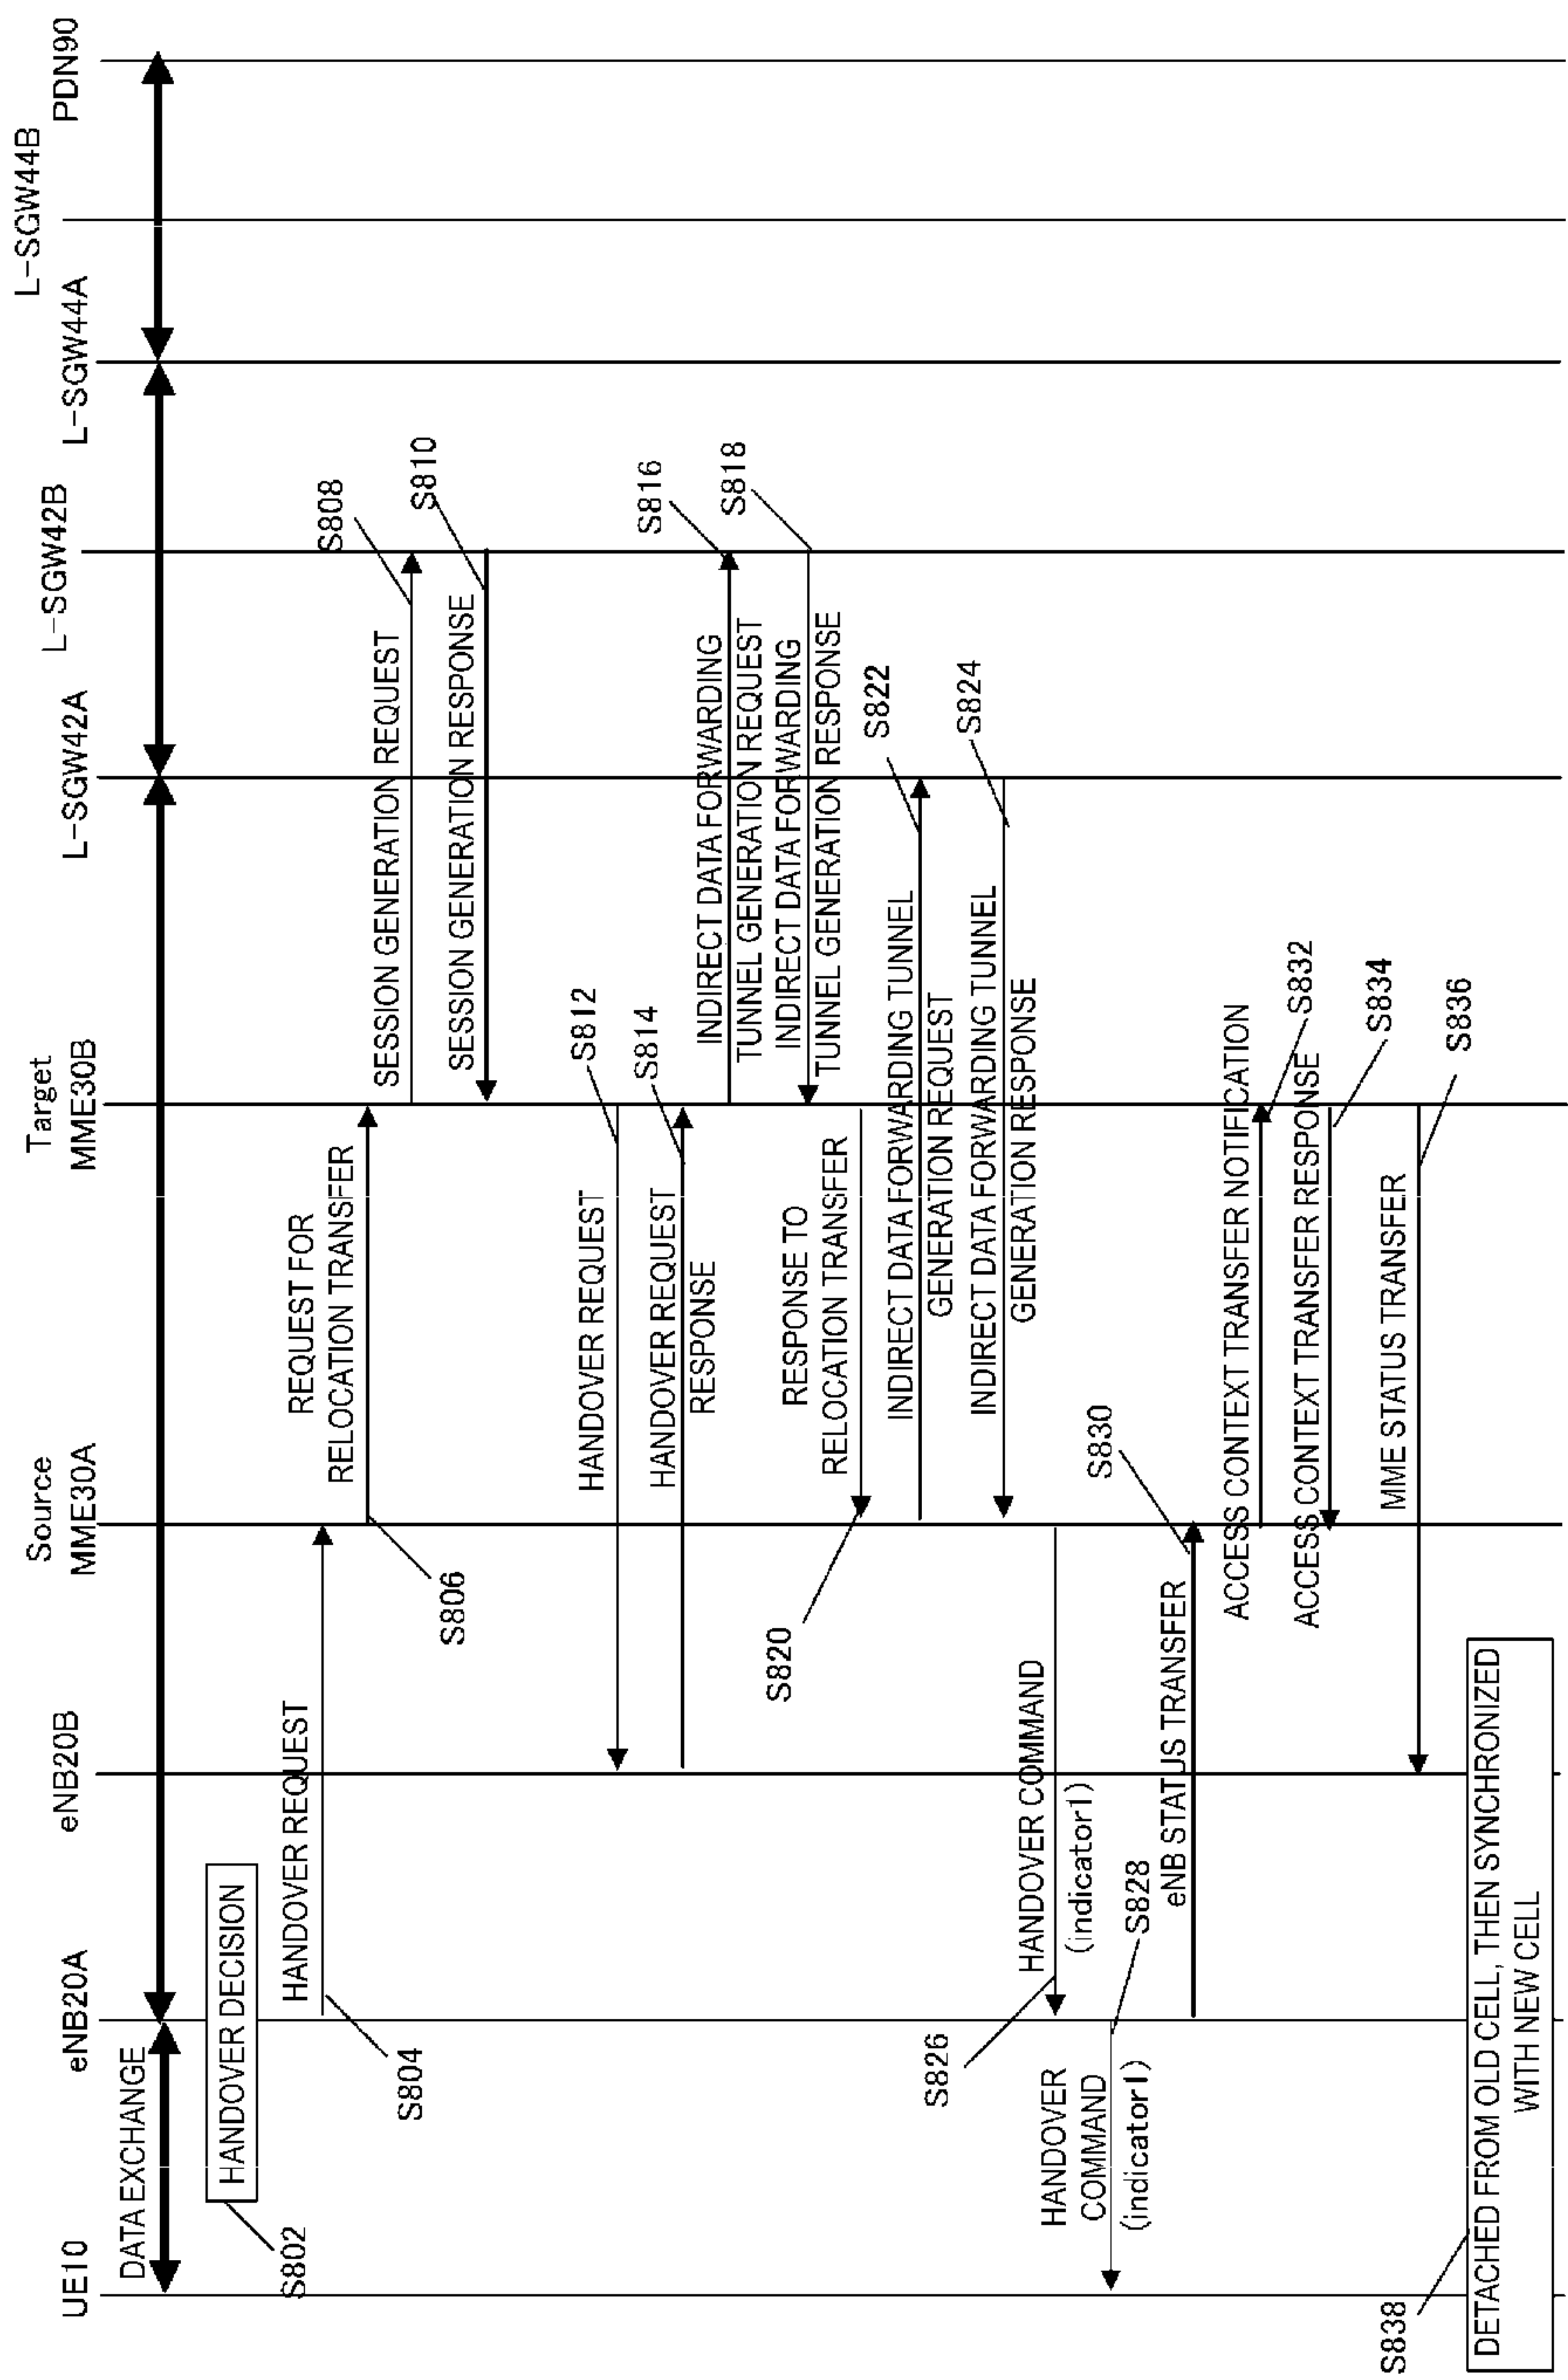 UE10
eNB20A
eNB20B
Source
MME30A
Target
MME30B
L-SGW42A
L-SGW42B
L-SGW44A
L-SGW44B
PDN90
DATA EXCHANGE
S802
HANDOVER DECISION
HANDOVER REQUEST
S804
REQUEST FOR
RELOCATION TRANSFER
S806
SESSION GENERATION REQUEST
S808
SESSION GENERATION RESPONSE
S810
HANDOVER REQUEST
S812
HANDOVER REQUEST
RESPONSE
S814
INDIRECT DATA FORWARDING
TUNNEL GENERATION REQUEST
S816
INDIRECT DATA FORWARDING
TUNNEL GENERATION RESPONSE
S818
RESPONSE TO
RELOCATION TRANSFER
S820
INDIRECT DATA FORWARDING TUNNEL
GENERATION REQUEST
S822
INDIRECT DATA FORWARDING TUNNEL
GENERATION RESPONSE
S824
HANDOVER COMMAND
(indicator1)
S826
HANDOVER
COMMAND
(indicator1)
S828
eNB STATUS TRANSFER
S830
ACCESS CONTEXT TRANSFER NOTIFICATION
S832
ACCESS CONTEXT TRANSFER RESPONSE
S834
MME STATUS TRANSFER
S836
S838
DETACHED FROM OLD CELL, THEN SYNCHRONIZED
WITH NEW CELL